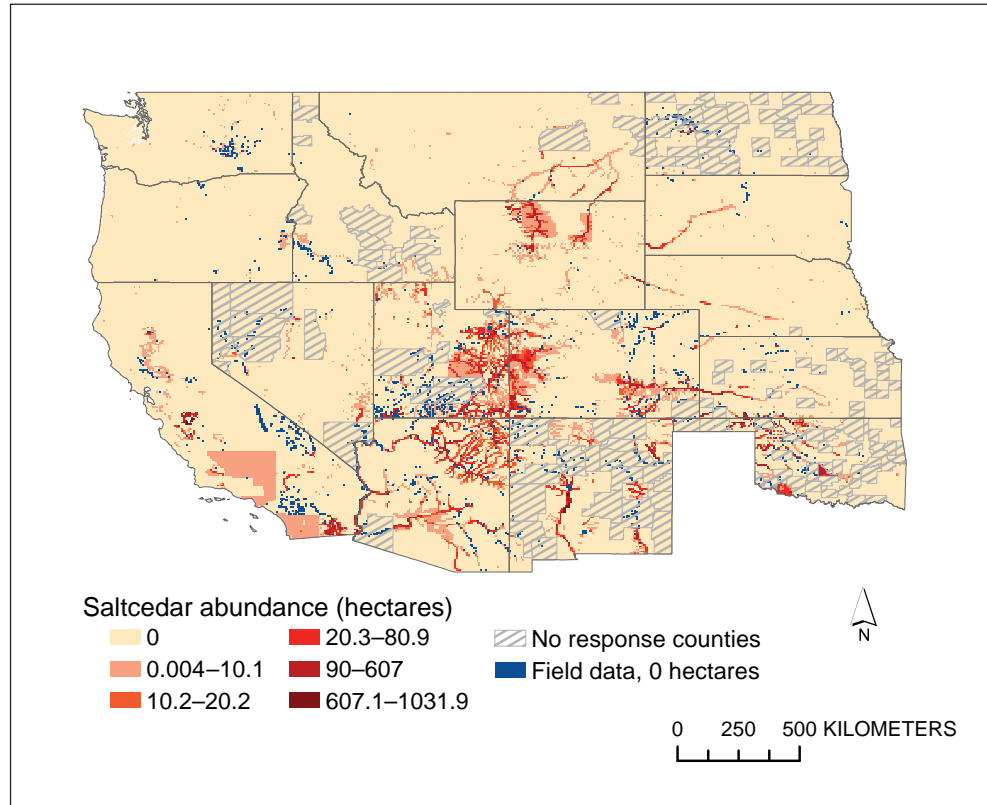 Saltcedar abundance (hectares)
0
0.004–10.1
10.2–20.2
20.3–80.9
90–607
607.1–1031.9
No response counties
Field data, 0 hectares
N
0 250 500 KILOMETERS